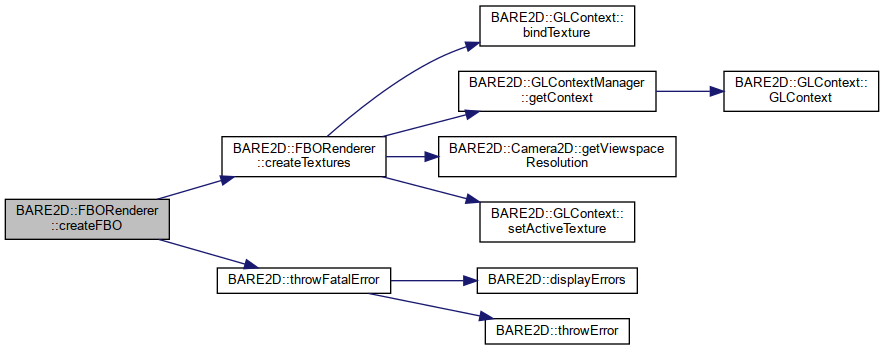 BARE2D::GLContext::
bindTexture
BARE2D::GLContextManager
::getContext
BARE2D::GLContext::
GLContext
BARE2D::FBORenderer
::createTextures
BARE2D::Camera2D::getViewspace
Resolution
BARE2D::FBORenderer
::createFBO
BARE2D::GLContext::
setActiveTexture
BARE2D::throwFatalError
BARE2D::displayErrors
BARE2D::throwError